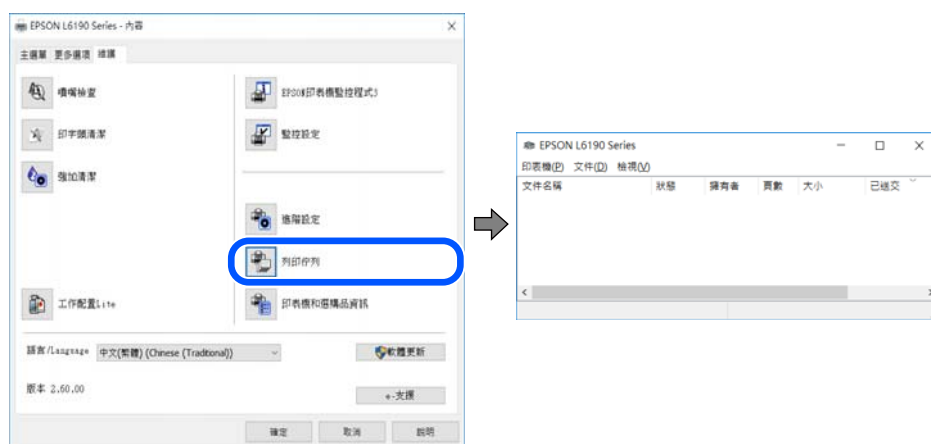 EPSON L6190 Series - 內容
主選單 更多選項 維護
噴嘴檢查
EPSON印表機監控程式3
印字頭清潔
監控設定
強加清潔
進階設定
列印佇列
工作配置Lite
印表機和選購品資訊
語言/Language 中文(繁體) (Chinese (Traditional))
軟體更新
版本 2.60.00
e-支援
確定 取消 說明
EPSON L6190 Series
印表機(P) 文件(D) 檢視(V)
文件名稱 狀態 擁有者 頁數 大小 已送交